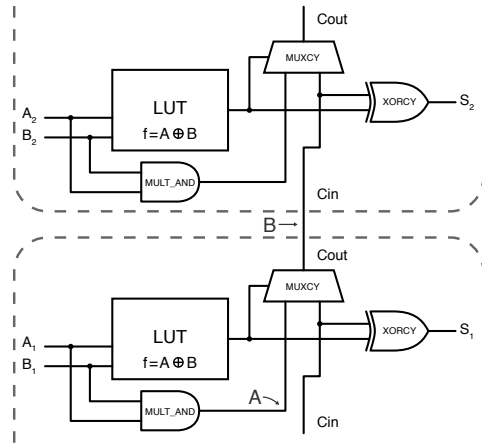 Cout
MUXCY
A2
B2
LUT
f=A⊕B
XORCY
S2
MULT_AND
Cin
B
Cout
MUXCY
A1
B1
LUT
f=A⊕B
XORCY
S1
MULT_AND
A
Cin